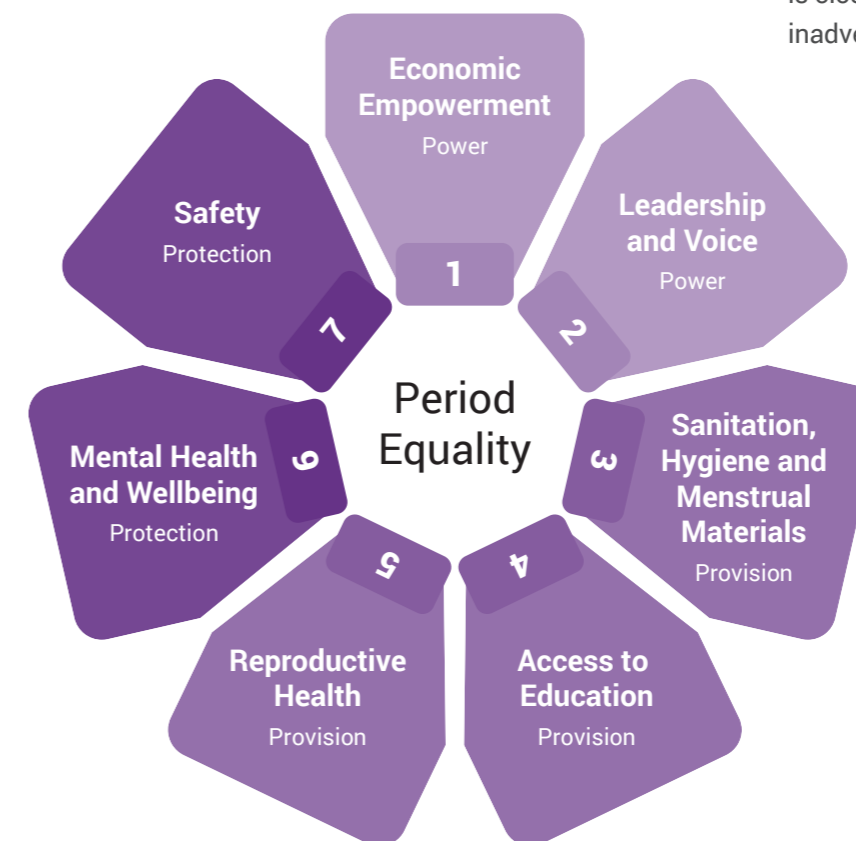 inadve
Economic
Empowerment
Power
1
Leadership
and Voice
Power
2
Sanitation,
Hygiene and
Menstrual
Materials
Provision
3
Access to
Education
Provision
4
Reproductive
Health
Provision
5
Mental Health
and Wellbeing
Protection
6
Safety
Protection
7
Period
Equality